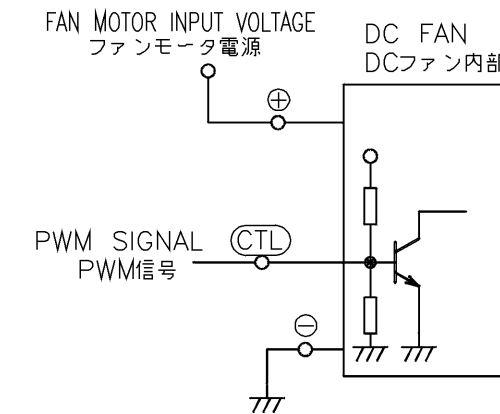 FAN MOTOR INPUT VOLTAGE
ファンモータ電源
DC FAN
DCファン内部
+
PWM SIGNAL
PWM信号
CTL
−